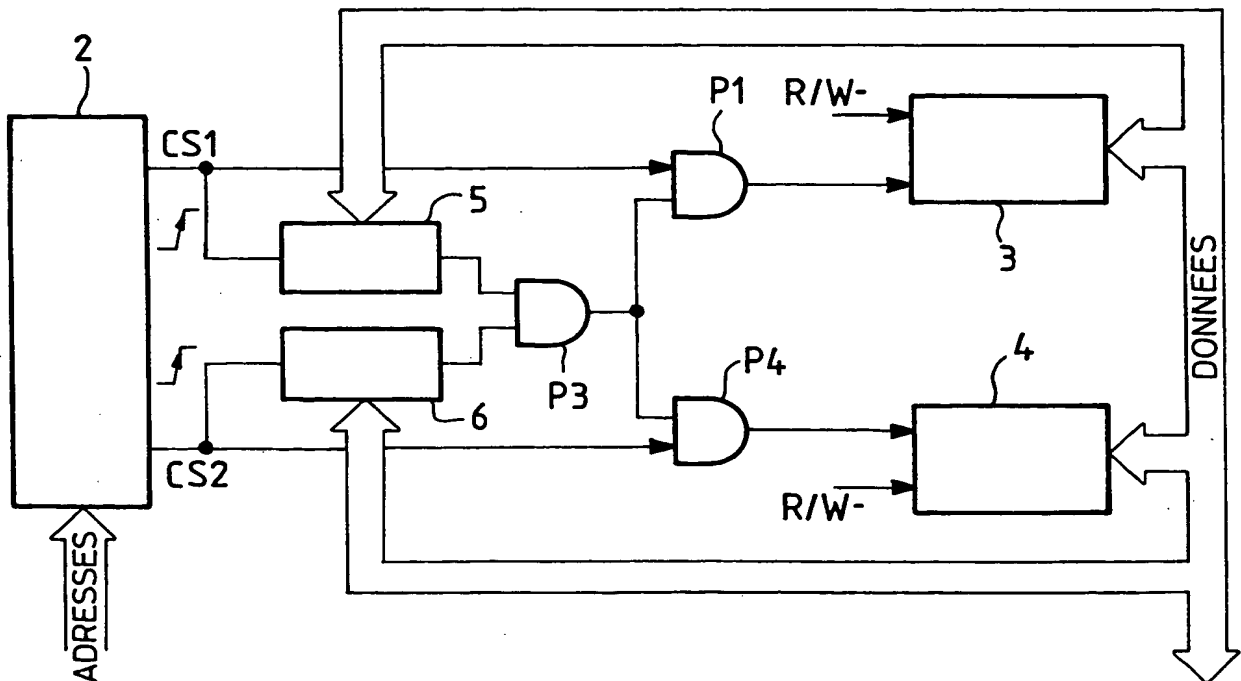 2
CS1
P1
R/W-
3
5
DONNEES
P3
6
P4
4
CS2
R/W-
ADRESSES